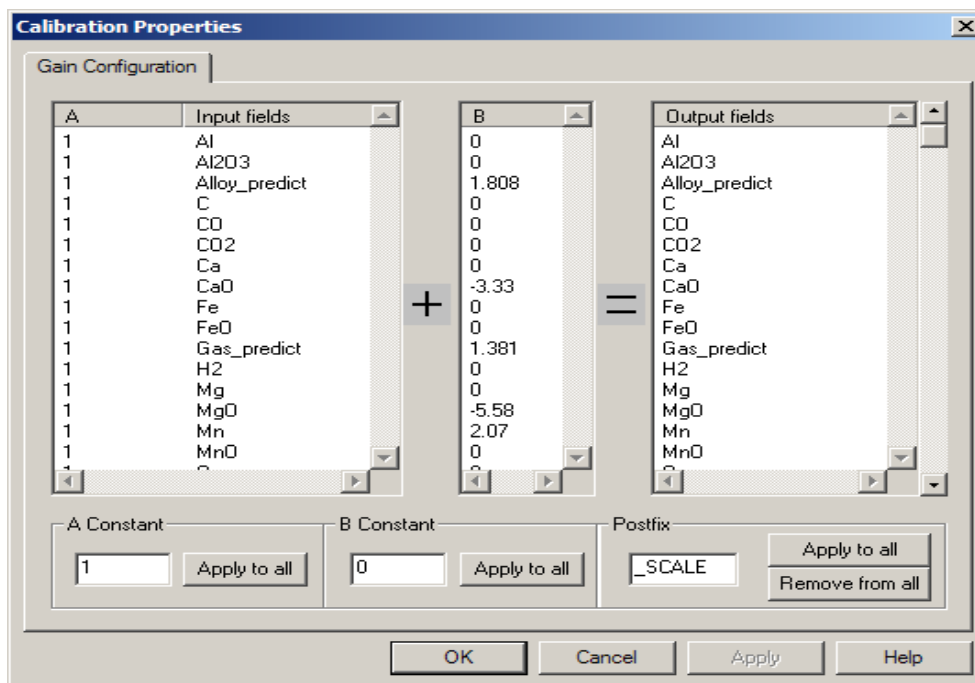 Calibration Properties
Gain Configuration
A Input fields B Output fields
1 Al 0 Al
1 Al2O3 0 Al2O3
1 Alloy_predict 1.808 Alloy_predict
1 C 0 C
1 CO 0 CO
1 CO2 0 CO2
1 Ca 0 Ca
1 CaO -3.33 CaO
+ =
1 Fe 0 Fe
1 FeO 0 FeO
1 Gas_predict 1.381 Gas_predict
1 H2 0 H2
1 Mg 0 Mg
1 MgO -5.58 MgO
1 Mn 2.07 Mn
1 MnO 0 MnO
A Constant B Constant Postfix
1 Apply to all 0 Apply to all _SCALE Apply to all
Remove from all
OK Cancel Apply Help